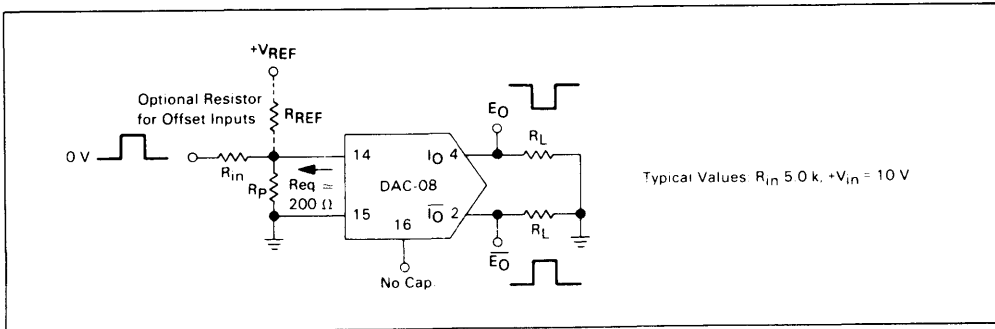 +VREF
Optional Resistor
for Offset Inputs
RREF
0 V
Rin
RP
Req =
200 Ω
14
15
16
DAC-08
IO 4
IO 2
EO
RL
RL
EO
No Cap.
Typical Values: Rin 5.0 k, +Vin = 10 V